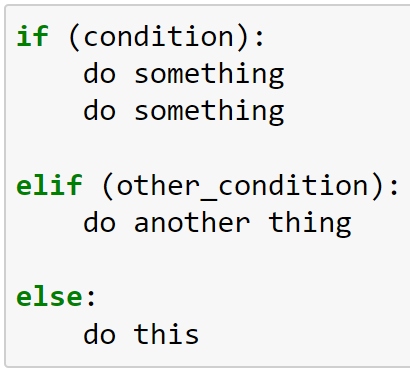 if (condition):
    do something
    do something
elif (other_condition):
    do another thing
else:
    do this